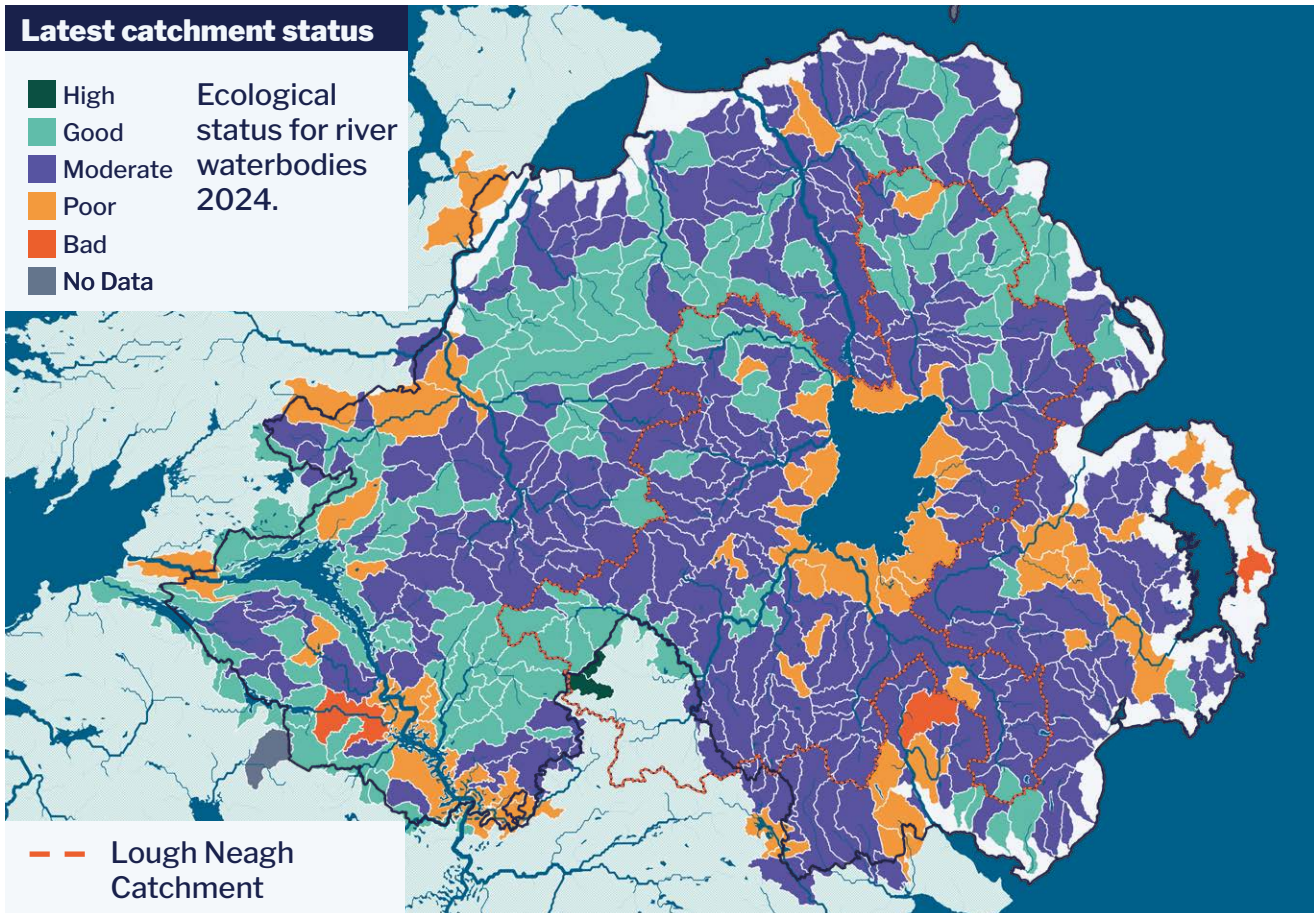 Latest catchment status
High
Good
Moderate
Poor
Bad
No Data
Ecological
status for river
waterbodies
2024.
Lough Neagh
Catchment